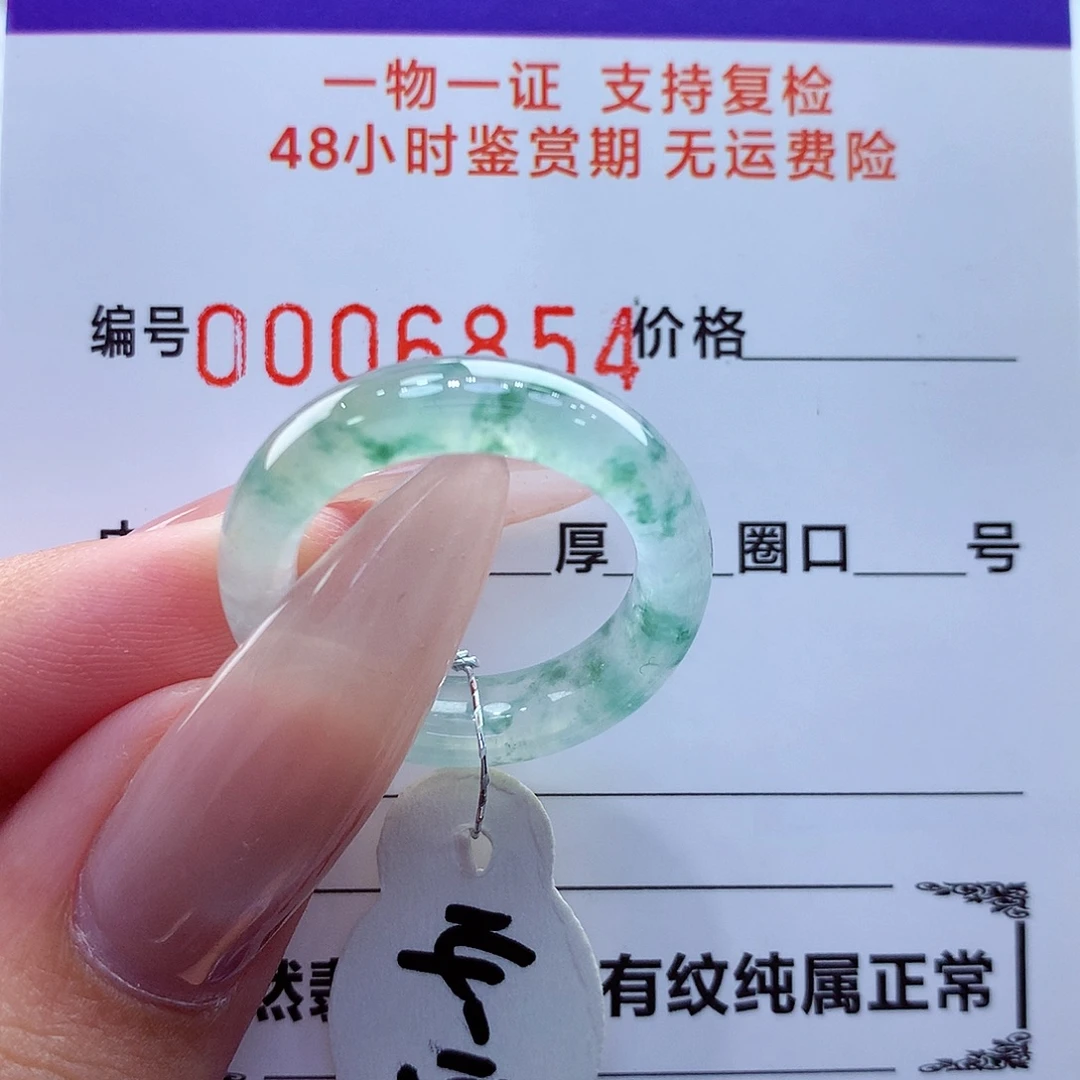 一物一证 支持复检
48小时鉴赏期 无运费险
编号0006854价格
厚 圈口 号
然 有纹纯属正常